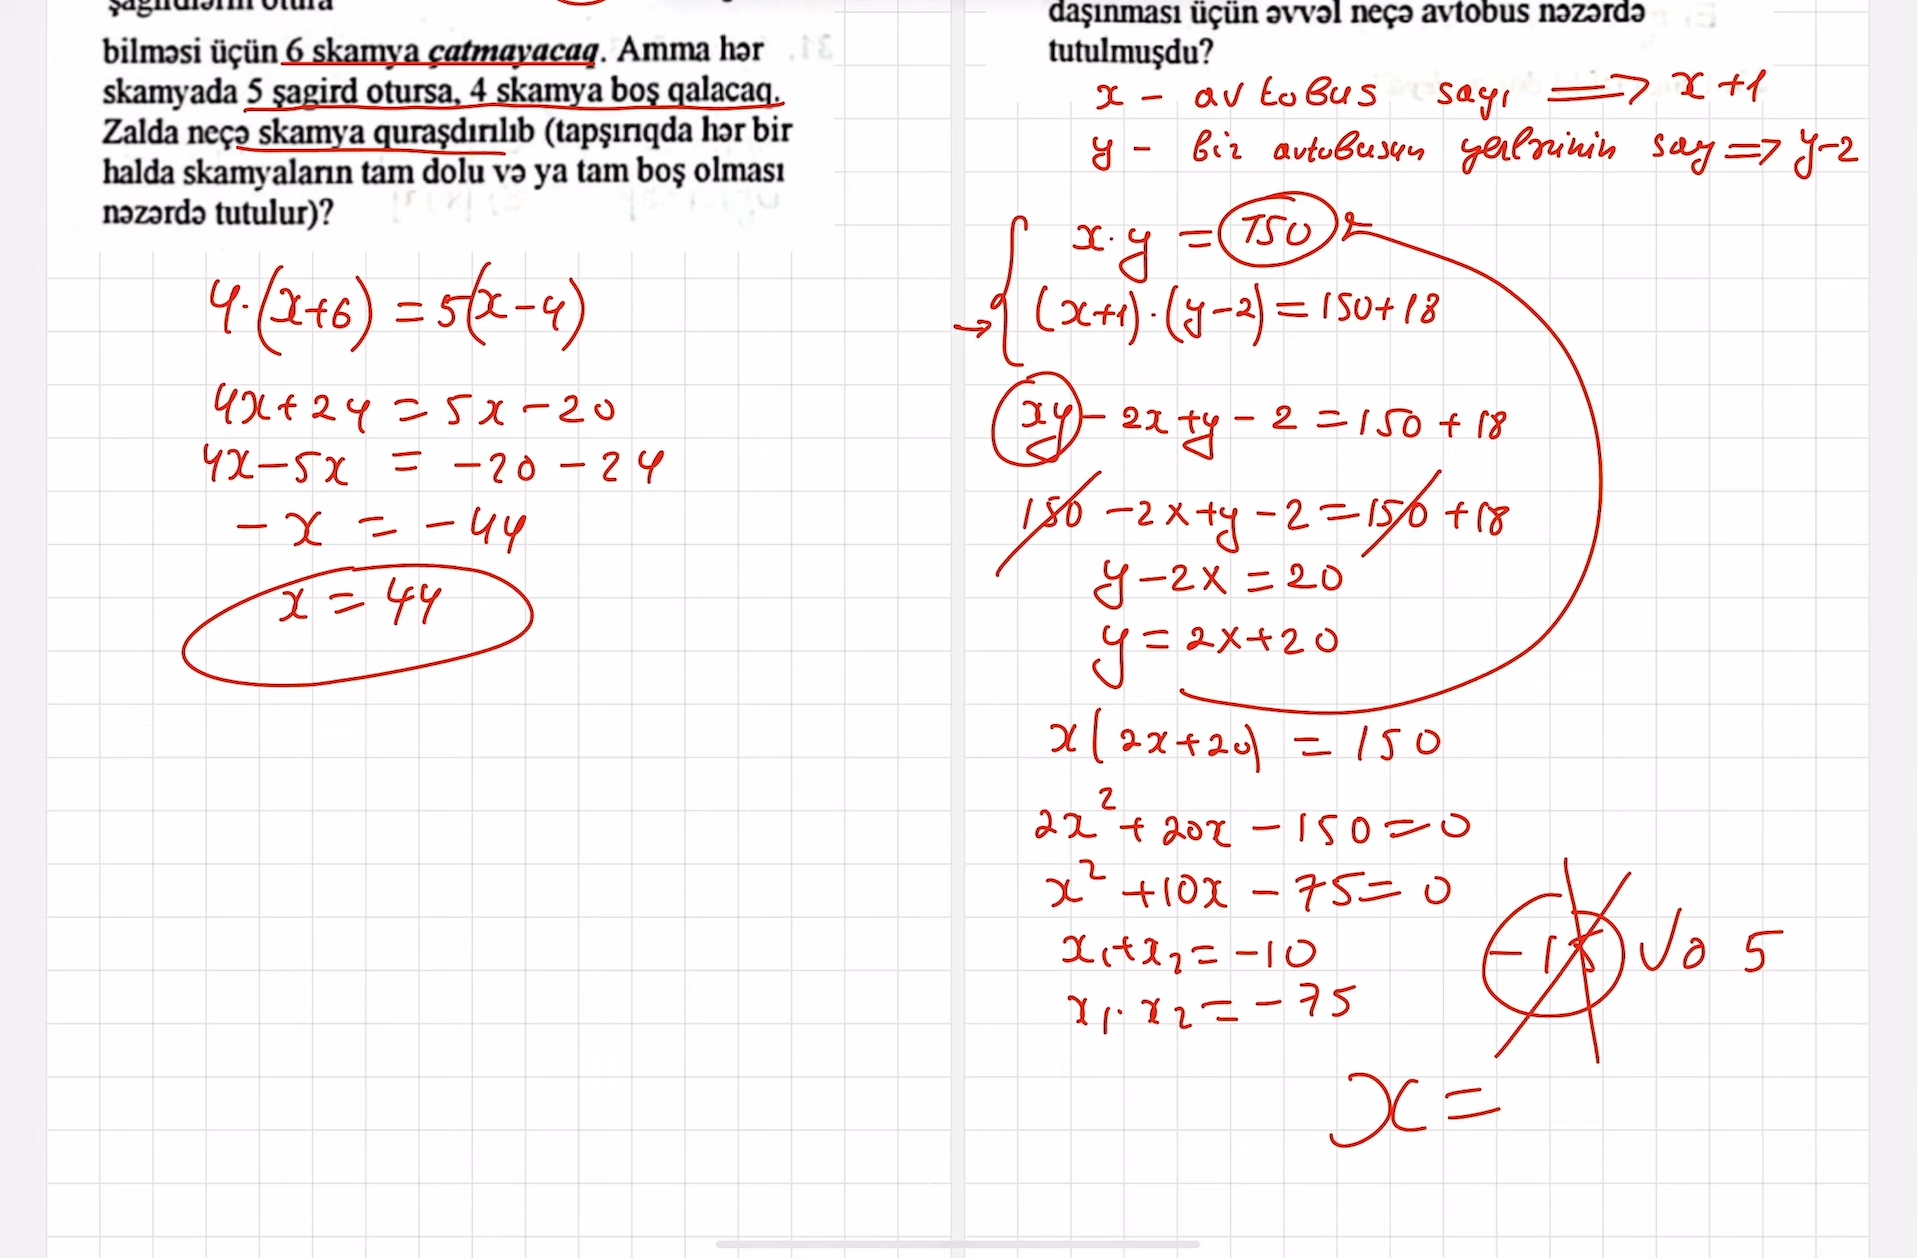 bilməsi üçün 6 skamya çatmayacaq. Amma hər
skamyada 5 şagird otursa, 4 skamya boş qalacaq.
Zalda neçə skamya quraşdırılıb (tapşırıqda hər bir
halda skamyaların tam dolu və ya tam boş olması
nəzərdə tutulur)?
4·(x+6) = 5(x-4)
4x+24 = 5x-20
4x-5x = -20-24
-x = -44
x = 44
daşınması üçün əvvəl neçə avtobus nəzərdə
tutulmuşdu?
x - avtobus sayı => x+1
y - bir avtobusun yerlərinin say => y-2
x·y = 150
(x+1)·(y-2) = 150+18
xy - 2x + y - 2 = 150 + 18
150 - 2x + y - 2 = 150 + 18
y - 2x = 20
y = 2x+20
x(2x+20) = 150
2x² + 20x - 150 = 0
x² + 10x - 75 = 0
x₁+x₂ = -10
x₁·x₂ = -75
-15 və 5
x =